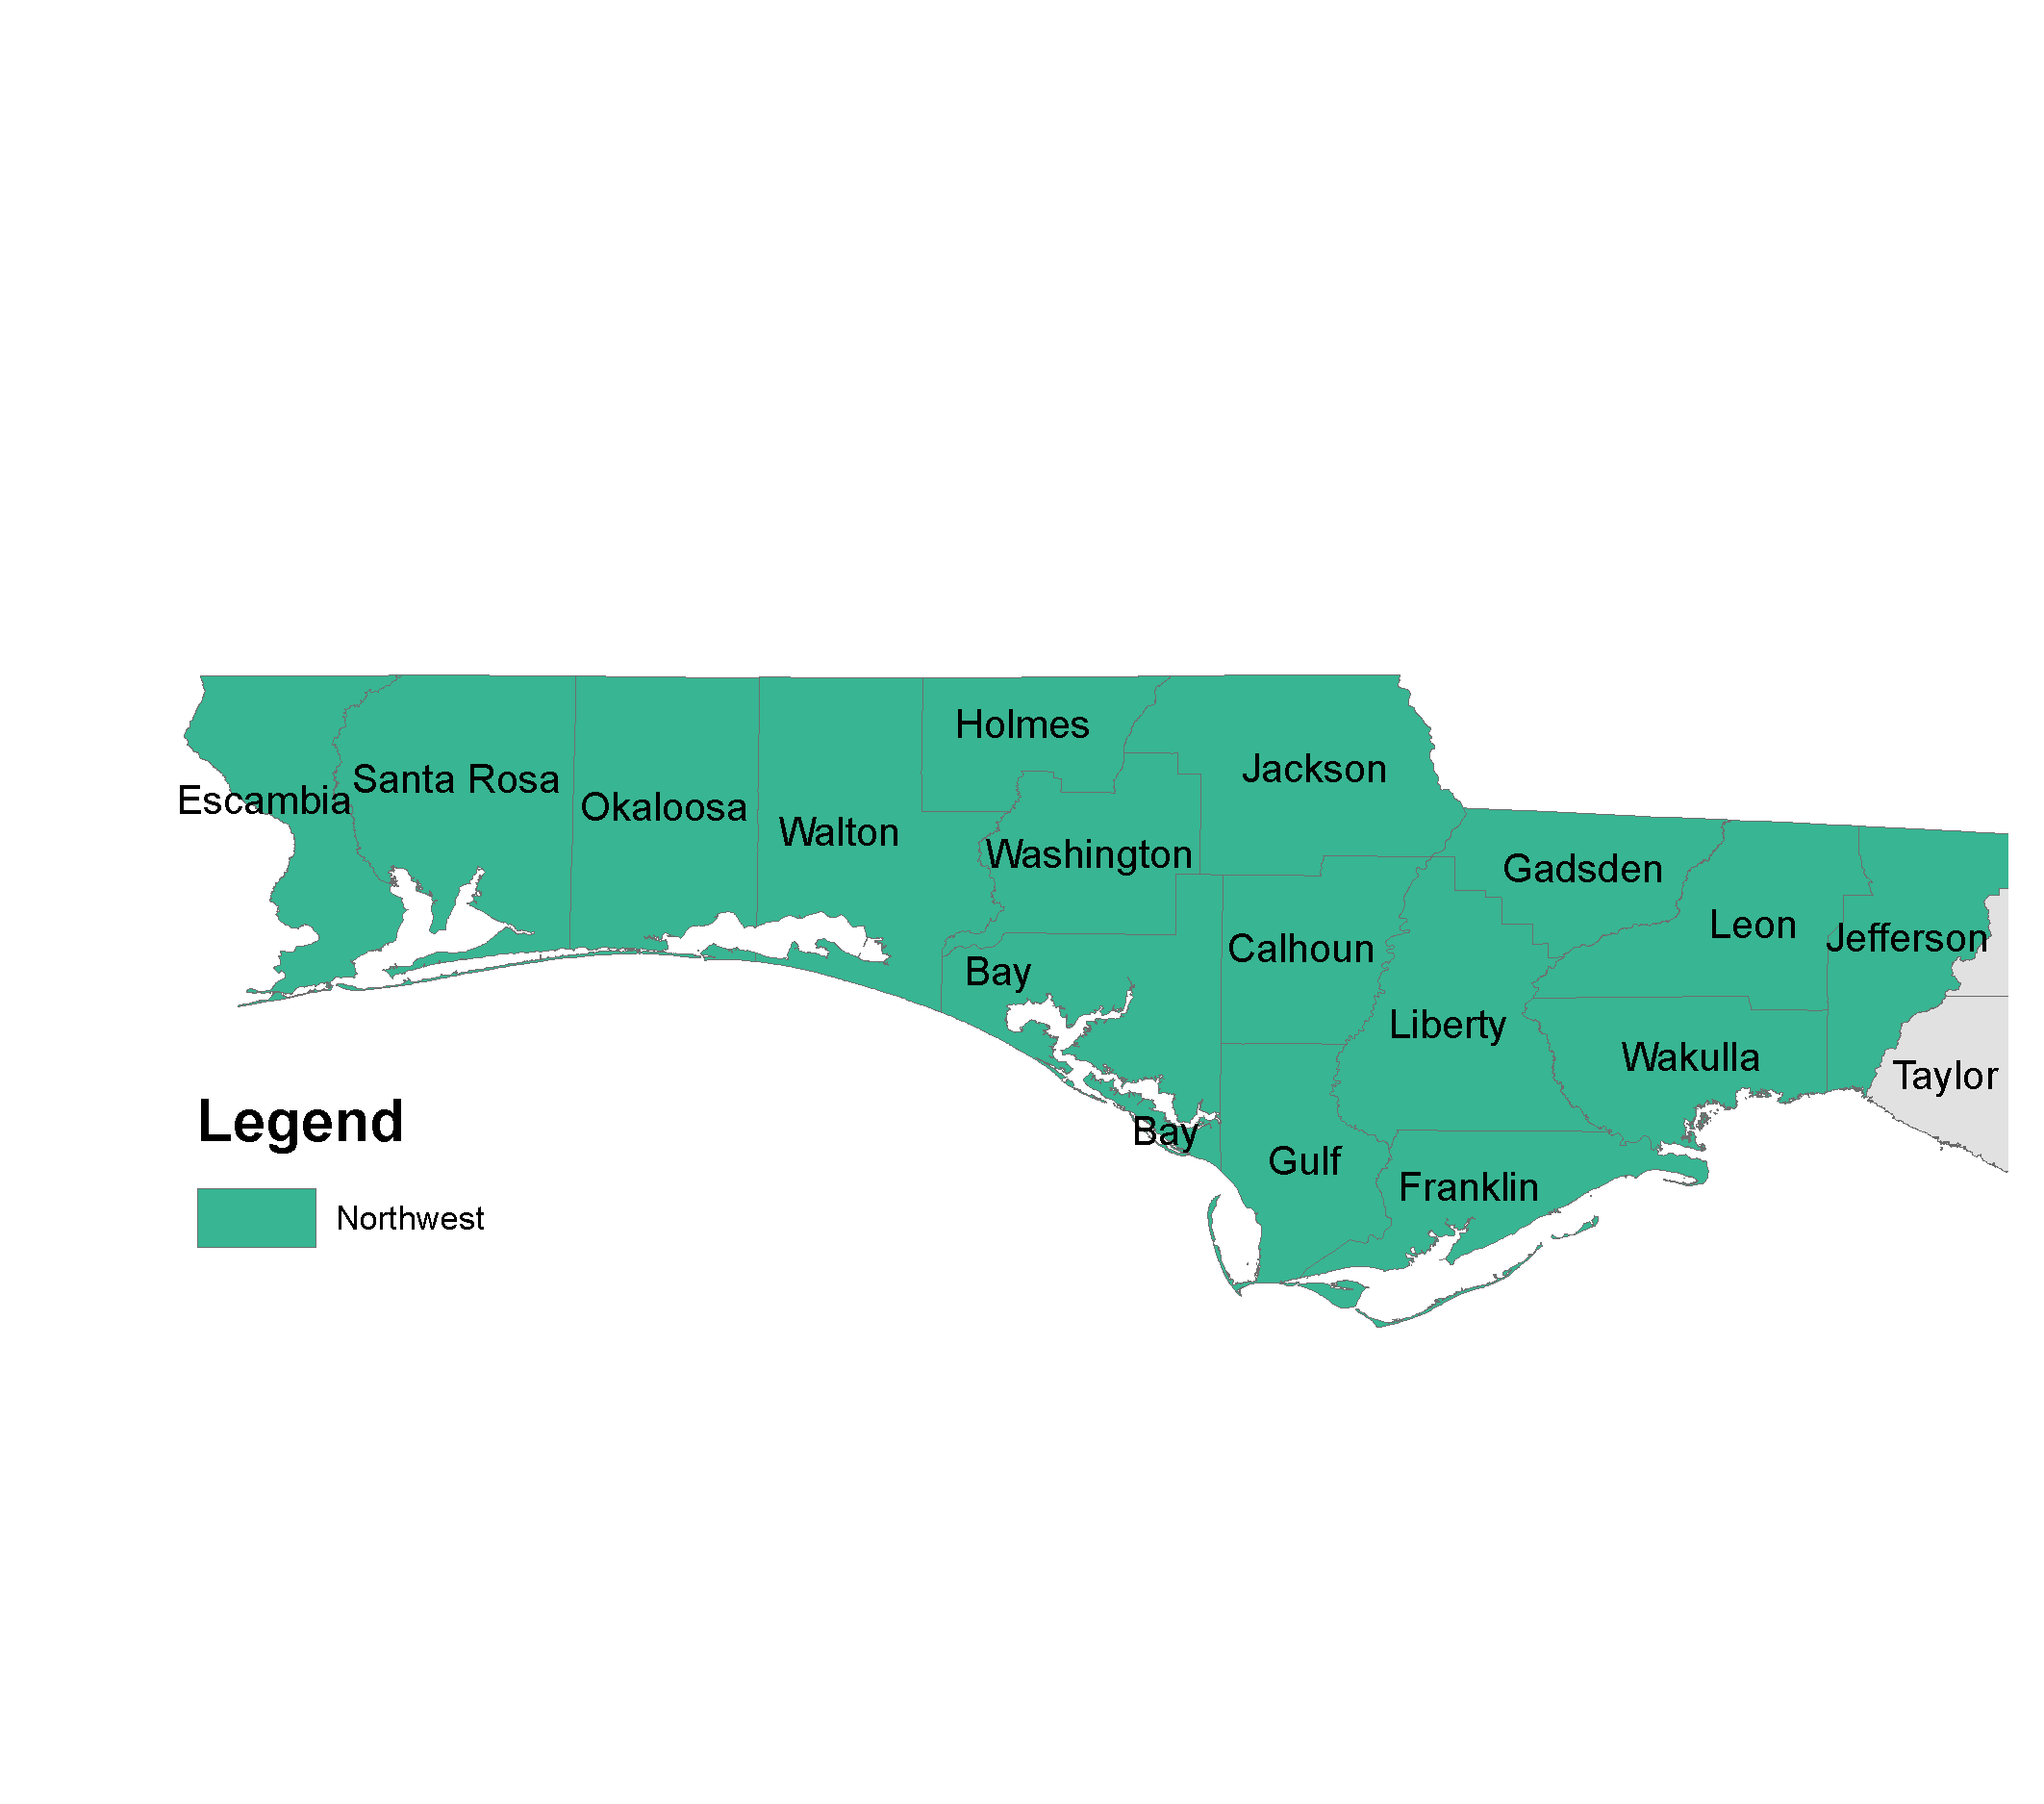 Holmes
Jackson
Santa Rosa
Escambia
Okaloosa
Walton
Washington
Gadsden
Leon
Jefferson
Calhoun
Bay
Liberty
Wakulla
Taylor
Bay
Gulf
Franklin
Legend
Northwest